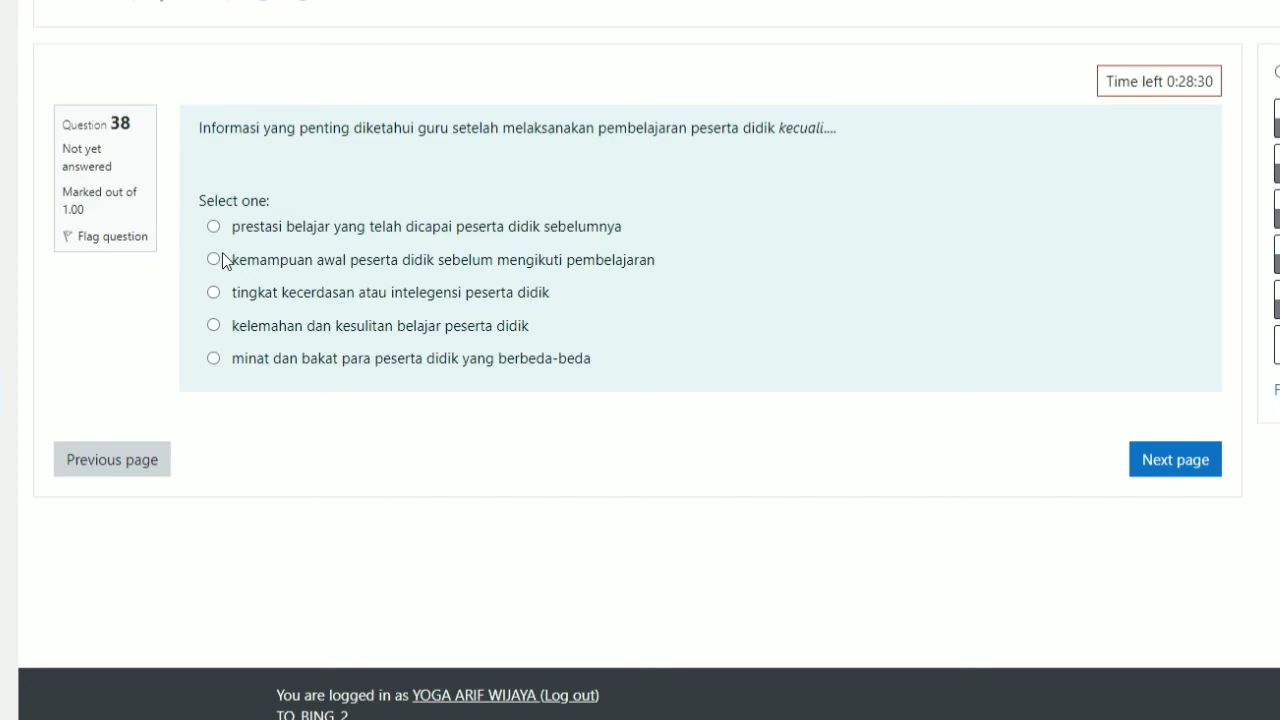 Time left 0:28:30
Question 38
Not yet
answered
Marked out of
1.00
Flag question
Informasi yang penting diketahui guru setelah melaksanakan pembelajaran peserta didik kecuali....
Select one:
prestasi belajar yang telah dicapai peserta didik sebelumnya
kemampuan awal peserta didik sebelum mengikuti pembelajaran
tingkat kecerdasan atau intelegensi peserta didik
kelemahan dan kesulitan belajar peserta didik
minat dan bakat para peserta didik yang berbeda-beda
Previous page
Next page
You are logged in as YOGA ARIF WIJAYA (Log out)
TO_BING_2